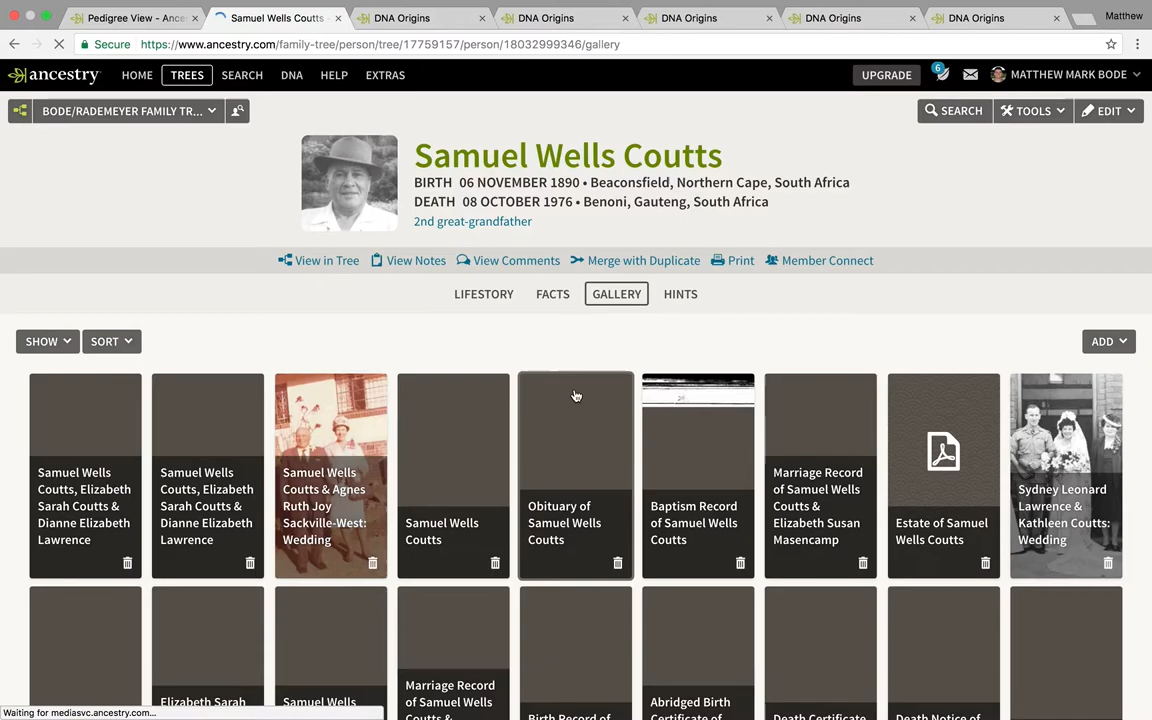 Pedigree View - Ances
Samuel Wells Coutts -
DNA Origins
DNA Origins
DNA Origins
DNA Origins
DNA Origins
Matthew
Secure
https://www.ancestry.com/family-tree/person/tree/17759157/person/18032999346/gallery
ancestry
HOME
TREES
SEARCH
DNA
HELP
EXTRAS
UPGRADE
6
MATTHEW MARK BODE
BODE/RADEMEYER FAMILY TR...
SEARCH
TOOLS
EDIT
Samuel Wells Coutts
BIRTH 06 NOVEMBER 1890 • Beaconsfield, Northern Cape, South Africa
DEATH 08 OCTOBER 1976 • Benoni, Gauteng, South Africa
2nd great-grandfather
View in Tree
View Notes
View Comments
Merge with Duplicate
Print
Member Connect
LIFESTORY
FACTS
GALLERY
HINTS
SHOW
SORT
ADD
Samuel Wells
Coutts, Elizabeth
Sarah Coutts &
Dianne Elizabeth
Lawrence
Samuel Wells
Coutts, Elizabeth
Sarah Coutts &
Dianne Elizabeth
Lawrence
Samuel Wells
Coutts & Agnes
Ruth Joy
Sackville-West:
Wedding
Samuel Wells
Coutts
Obituary of
Samuel Wells
Coutts
Baptism Record
of Samuel Wells
Coutts
Marriage Record
of Samuel Wells
Coutts &
Elizabeth Susan
Masencamp
Estate of Samuel
Wells Coutts
Sydney Leonard
Lawrence &
Kathleen Coutts:
Wedding
Elizabeth Sarah
Samuel Wells
Marriage Record
of Samuel Wells
Coutts &
Birth Record of
Abridged Birth
Certificate of
Death Certificate
Death Notice of
Waiting for mediasvc.ancestry.com...